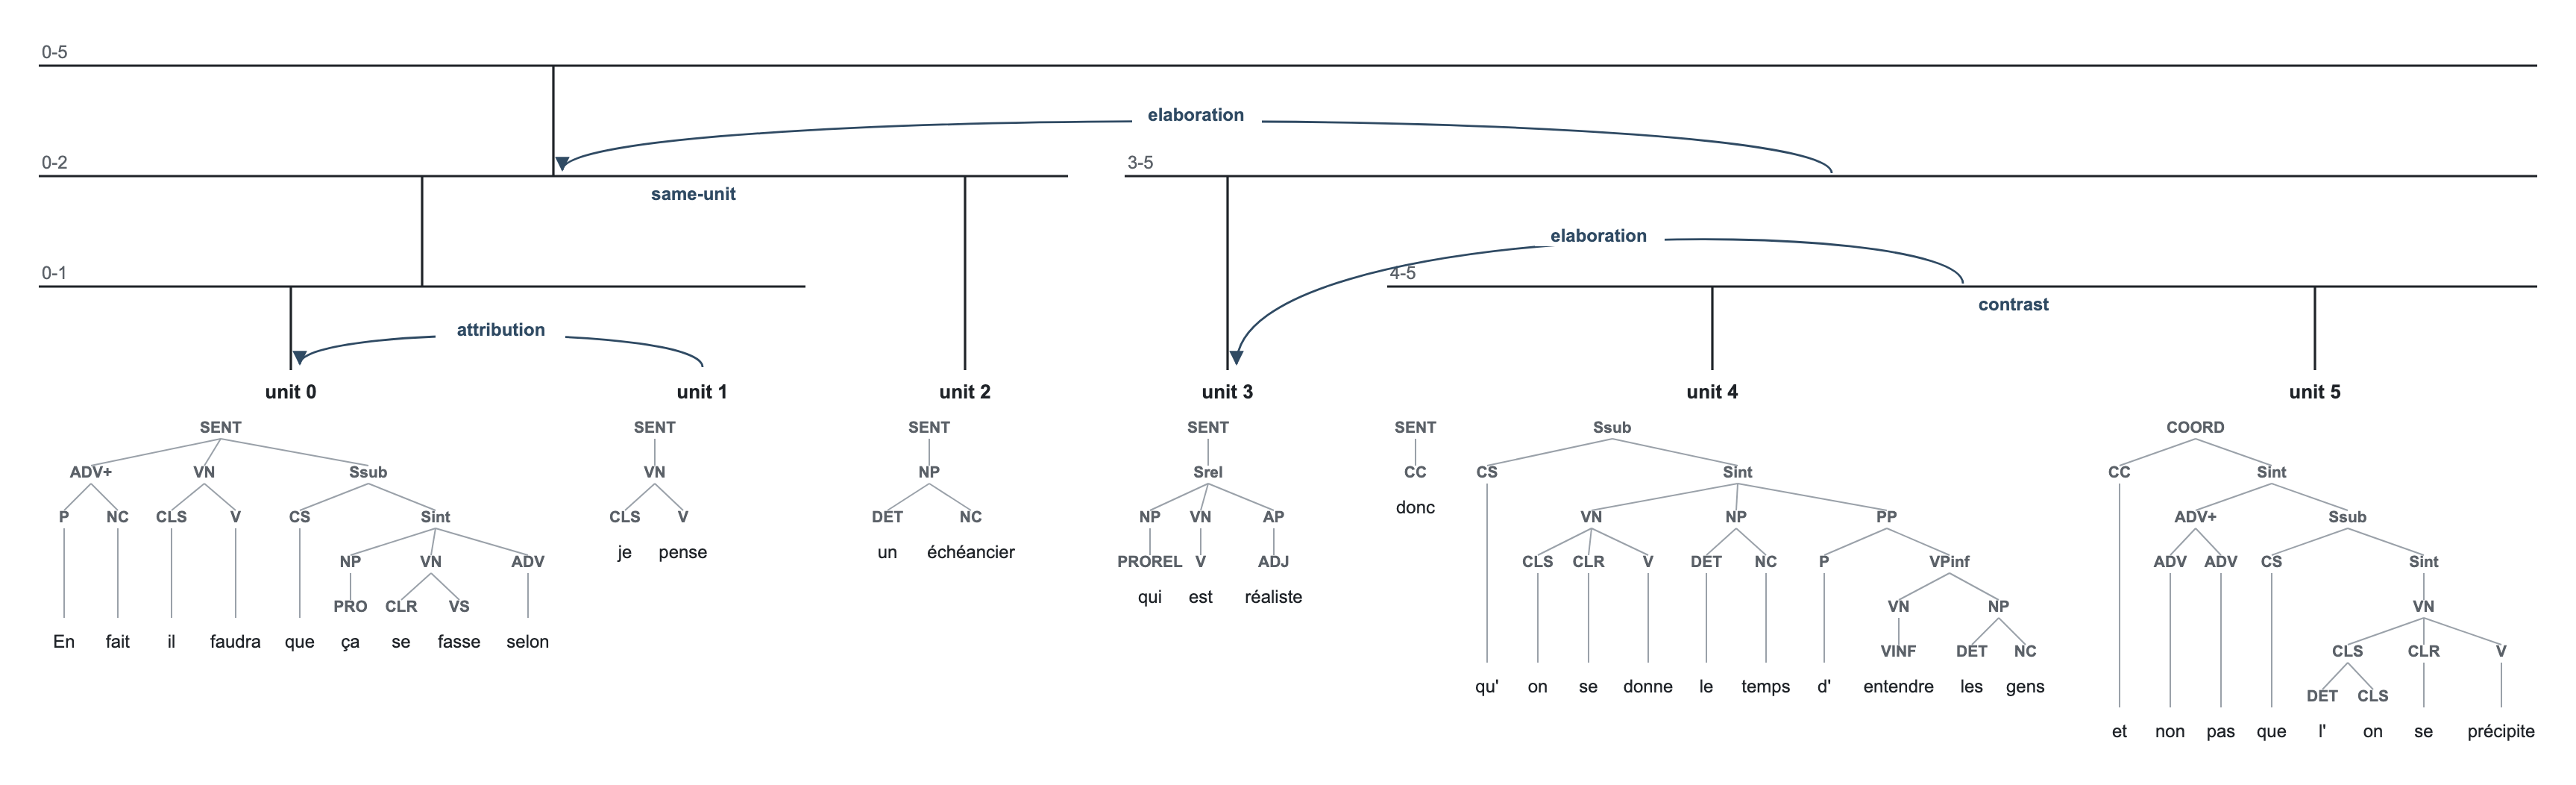 0-5
elaboration
0-2 3-5
same-unit
elaboration
0-1 4-5
contrast
attribution
unit 0 unit 1 unit 2 unit 3 unit 4 unit 5
SENT SENT SENT SENT SENT Ssub COORD
ADV+ VN Ssub VN NP Srel CC CS Sint CC Sint
donc
P NC CLS V CS Sint CLS V DET NC NP VN AP VN NP PP ADV+ Ssub
je pense un échéancier
NP VN ADV PROREL V ADJ CLS CLR V DET NC P VPinf ADV ADV CS Sint
qui est réaliste
PRO CLR VS VN NP VN
En fait il faudra que ça se fasse selon
VINF DET NC CLS CLR V
qu' on se donne le temps d' entendre les gens
DET CLS
et non pas que l' on se précipite